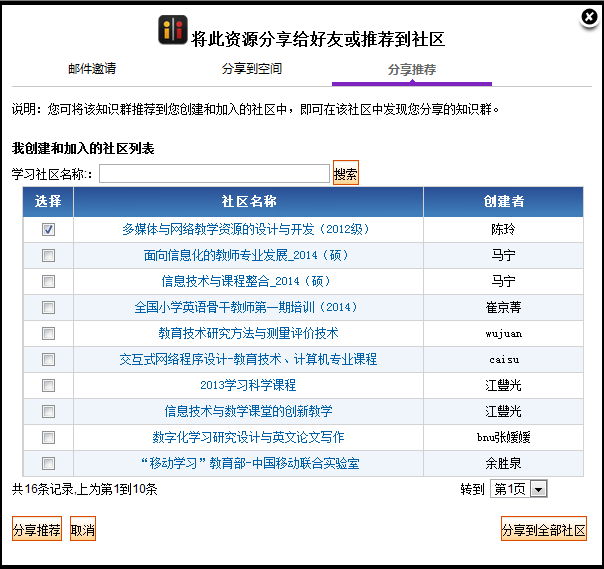 将此资源分享给好友或推荐到社区
邮件邀请 分享到空间 分享推荐
说明：您可将该知识群推荐到您创建和加入的社区中，即可在该社区中发现您分享的知识群。
我创建和加入的社区列表
学习社区名称:： 搜索
选择 社区名称 创建者
多媒体与网络教学资源的设计与开发（2012级） 陈玲
面向信息化的教师专业发展_2014（硕） 马宁
信息技术与课程整合_2014（硕） 马宁
全国小学英语骨干教师第一期培训（2014） 崔京菁
教育技术研究方法与测量评价技术 wujuan
交互式网络程序设计-教育技术、计算机专业课程 caisu
2013学习科学课程 江豐光
信息技术与数学课堂的创新教学 江豐光
数字化学习研究设计与英文论文写作 bnu张媛媛
“移动学习”教育部-中国移动联合实验室 余胜泉
共16条记录,上为第1到10条 转到 第1页
分享推荐 取消 分享到全部社区